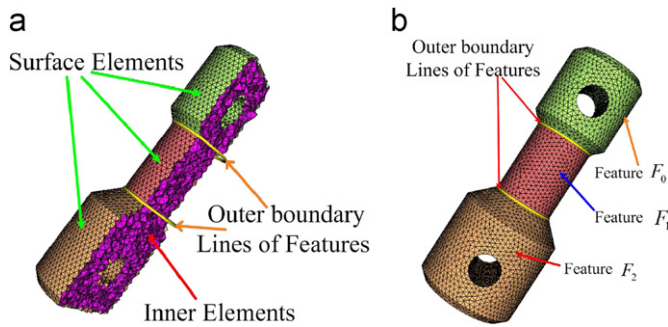 a
Surface Elements
Outer boundary
Lines of Features
Inner Elements
b
Outer boundary
Lines of Features
Feature F0
Feature F1
Feature F2